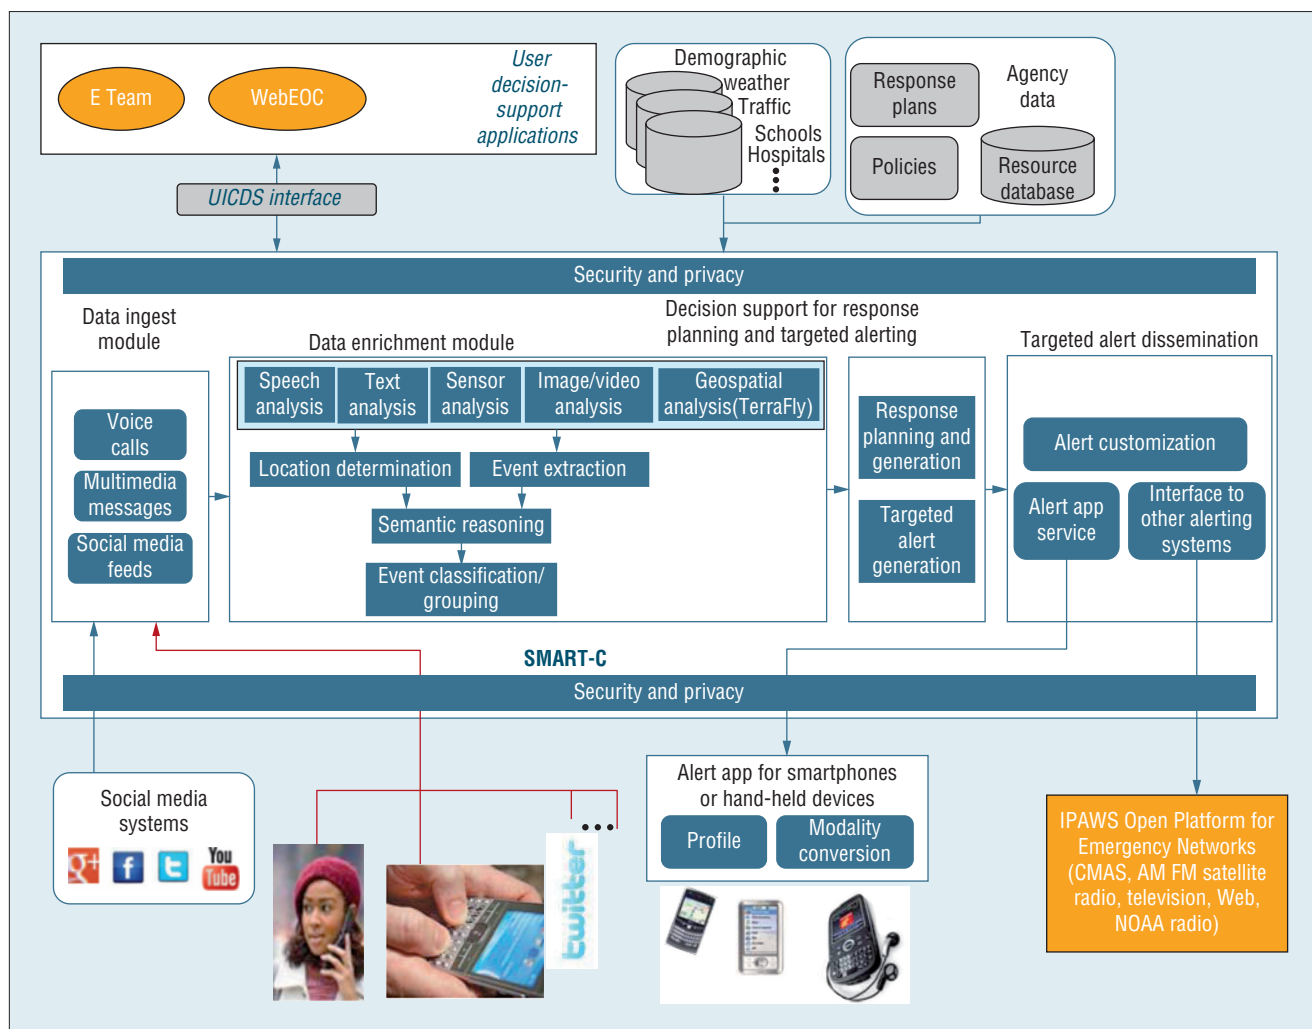 User
decision-
support
applications
E Team
WebEOC
UICDS interface
Demographic
weather
Traffic
Schools
Hospitals
Response
plans
Agency
data
Policies
Resource
database
Security and privacy
Data ingest
module
Voice
calls
Multimedia
messages
Social media
feeds
Data enrichment module
Speech
analysis
Text
analysis
Sensor
analysis
Image/video
analysis
Geospatial
analysis(TerraFly)
Location determination
Event extraction
Semantic reasoning
Event classification/
grouping
Decision support for response
planning and targeted alerting
Response
planning and
generation
Targeted
alert
generation
Targeted alert dissemination
Alert customization
Alert app
service
Interface to
other alerting
systems
SMART-C
Security and privacy
Social media
systems
g+
f
t
You
Tube
twitter
Alert app for smartphones
or hand-held devices
Profile
Modality
conversion
IPAWS Open Platform for
Emergency Networks
(CMAS, AM FM satellite
radio, television, Web,
NOAA radio)